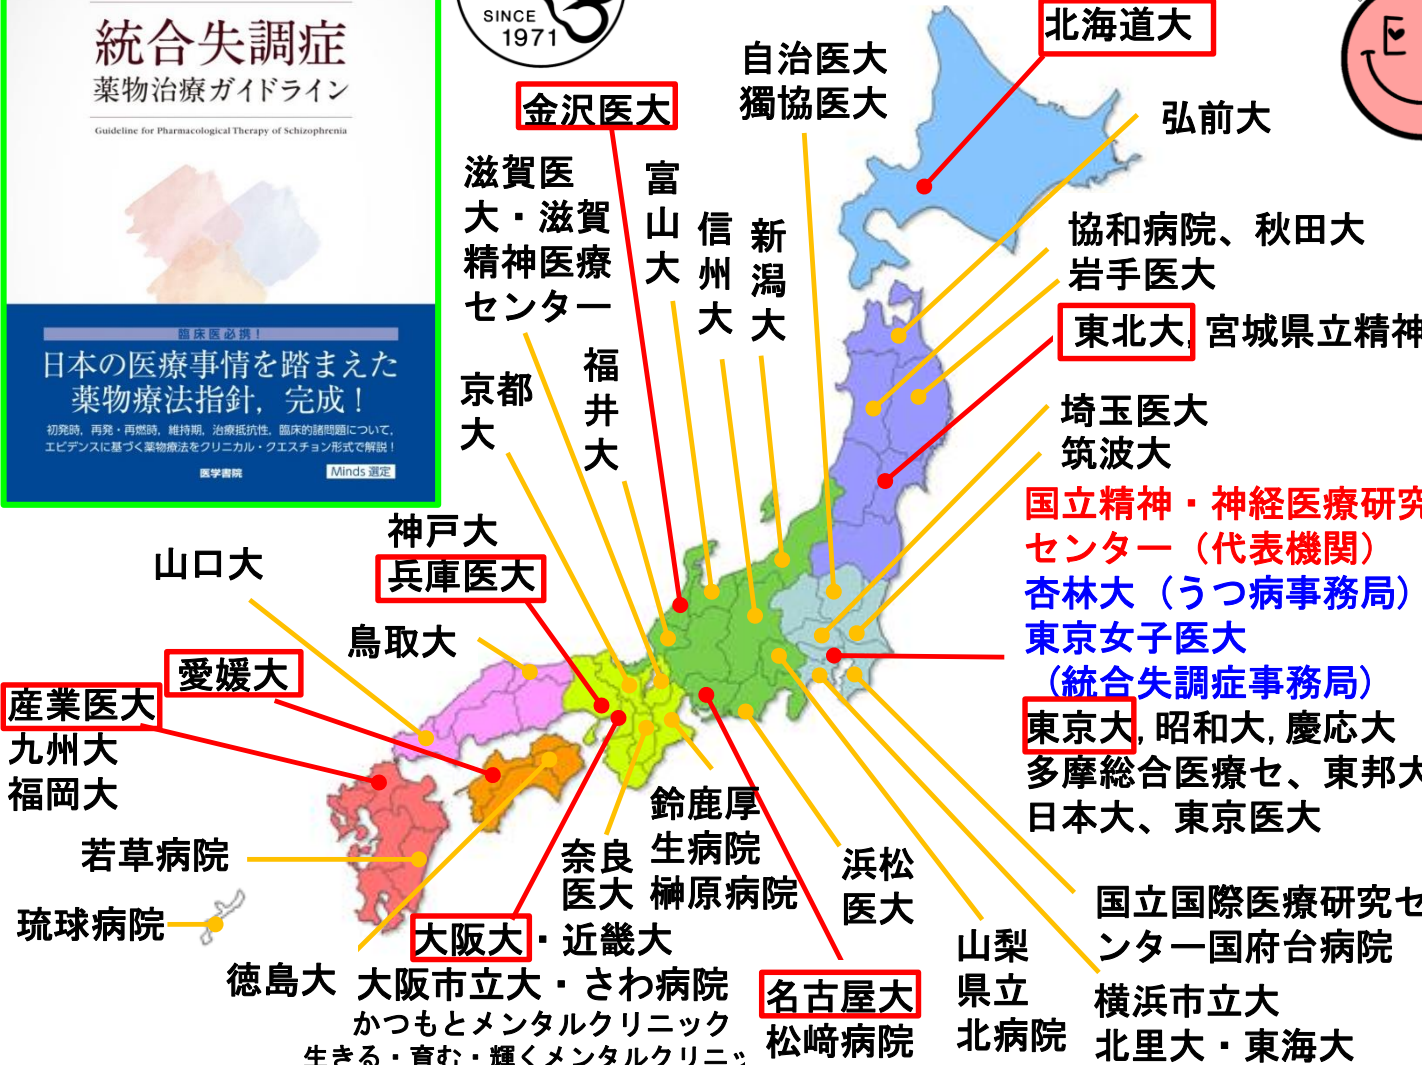 統合失調症
薬物治療ガイドライン
Guideline for Pharmacological Therapy of Schizophrenia
臨床医必携！
日本の医療事情を踏まえた
薬物療法指針，完成！
初発時，再発・再燃時，維持期，治療抵抗性，臨床的諸問題について，
エビデンスに基づく薬物療法をクリニカル・クエスチョン形式で解説！
医学書院
Minds 選定
SINCE
1971
E
北海道大
自治医大
獨協医大
金沢医大
弘前大
滋賀医
大・滋賀
精神医療
センター
富
山
大
信
州
大
新
潟
大
協和病院、秋田大
岩手医大
東北大, 宮城県立精神
京都
大
福
井
大
埼玉医大
筑波大
国立精神・神経医療研究
センター（代表機関）
杏林大（うつ病事務局）
東京女子医大
（統合失調症事務局）
東京大, 昭和大, 慶応大
多摩総合医療セ、東邦大
日本大、東京医大
神戸大
兵庫医大
山口大
鳥取大
愛媛大
産業医大
九州大
福岡大
若草病院
琉球病院
徳島大
奈良
医大
鈴鹿厚
生病院
榊原病院
大阪大・近畿大
大阪市立大・さわ病院
かつもとメンタルクリニック
生きる・育む・輝くメンタルクリニッ
名古屋大
松﨑病院
浜松
医大
山梨
県立
北病院
国立国際医療研究セ
ンター国府台病院
横浜市立大
北里大・東海大